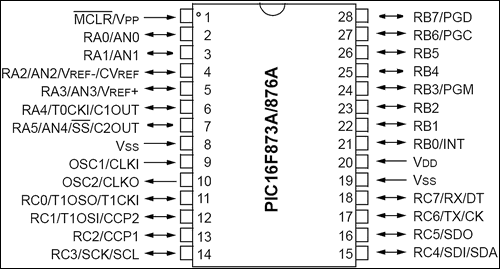 MCLR/VPP 1 28 RB7/PGD
RA0/AN0 2 27 RB6/PGC
RA1/AN1 3 26 RB5
RA2/AN2/VREF-/CVREF 4 25 RB4
RA3/AN3/VREF+ 5 24 RB3/PGM
RA4/T0CKI/C1OUT 6 23 RB2
RA5/AN4/SS/C2OUT 7 22 RB1
VSS 8 21 RB0/INT
OSC1/CLKI 9 20 VDD
OSC2/CLKO 10 19 VSS
RC0/T1OSO/T1CKI 11 18 RC7/RX/DT
RC1/T1OSI/CCP2 12 17 RC6/TX/CK
RC2/CCP1 13 16 RC5/SDO
RC3/SCK/SCL 14 15 RC4/SDI/SDA
PIC16F873A/876A